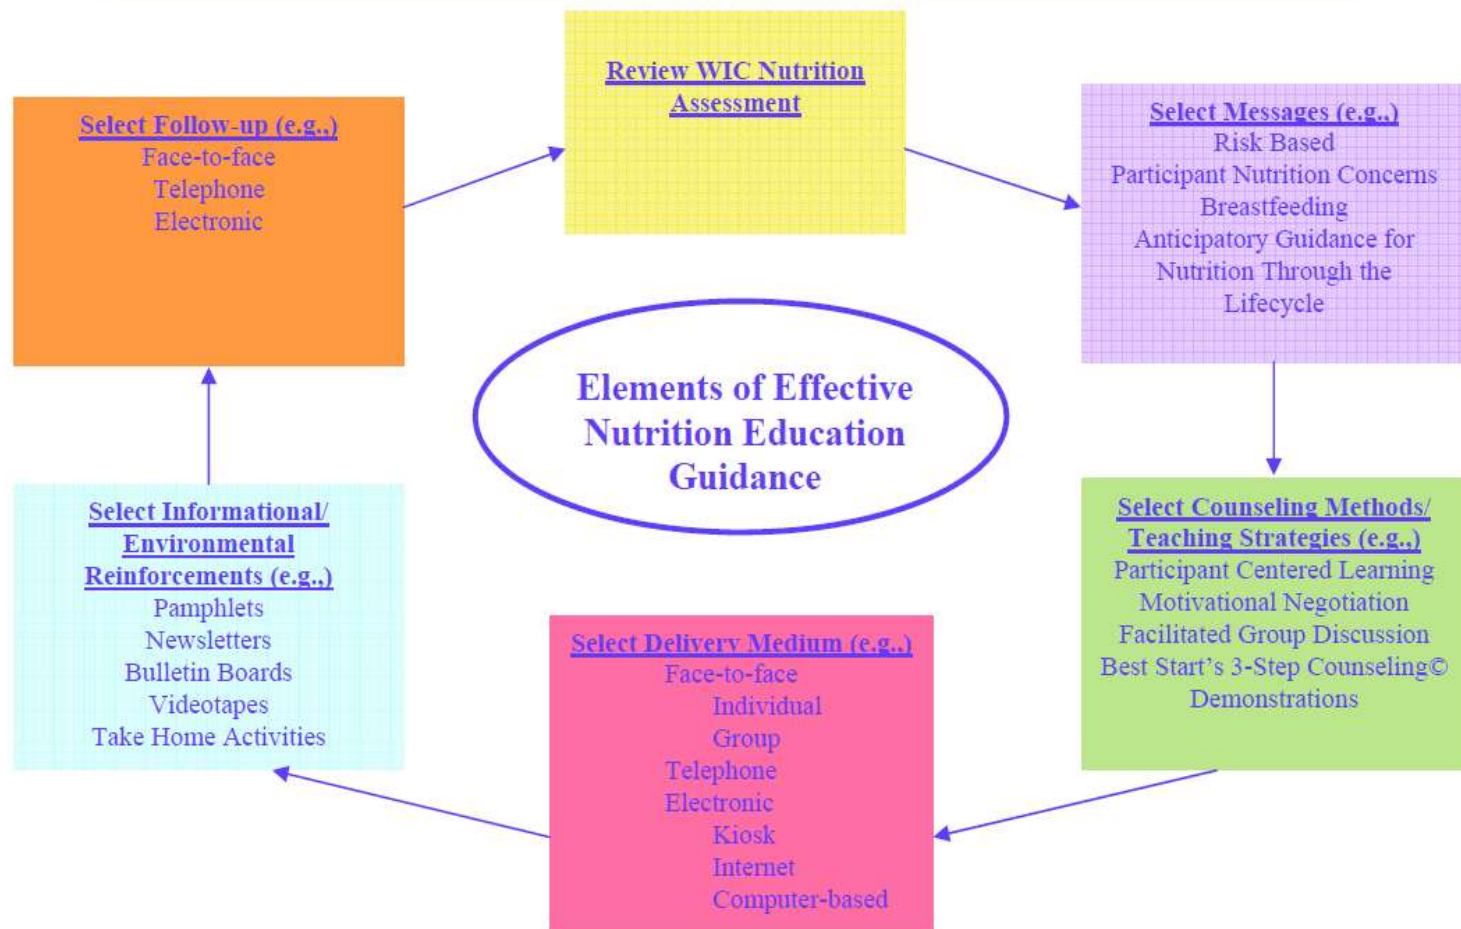 Review WIC Nutrition
Assessment
Select Messages (e.g.,)
Risk Based
Participant Nutrition Concerns
Breastfeeding
Anticipatory Guidance for
Nutrition Through the
Lifecycle
Select Counseling Methods/
Teaching Strategies (e.g.,)
Participant Centered Learning
Motivational Negotiation
Facilitated Group Discussion
Best Start’s 3-Step Counseling©
Demonstrations
Select Delivery Medium (e.g.,)
Face-to-face
Individual
Group
Telephone
Electronic
Kiosk
Internet
Computer-based
Select Informational/
Environmental
Reinforcements (e.g.,)
Pamphlets
Newsletters
Bulletin Boards
Videotapes
Take Home Activities
Select Follow-up (e.g.,)
Face-to-face
Telephone
Electronic
Elements of Effective
Nutrition Education
Guidance